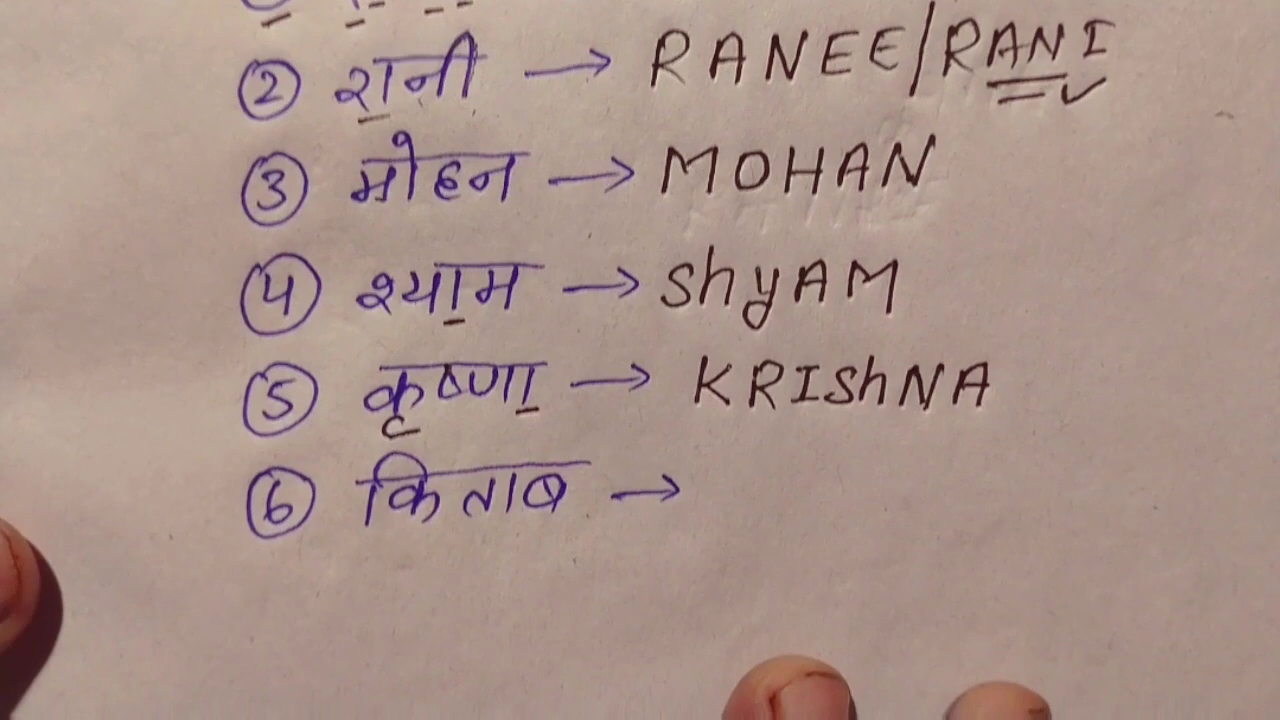 ② रानी → RANEE/RANI ✓
③ मोहन → MOHAN
④ श्याम → ShyAM
⑤ कृष्णा → KRIShNA
⑥ किताब →